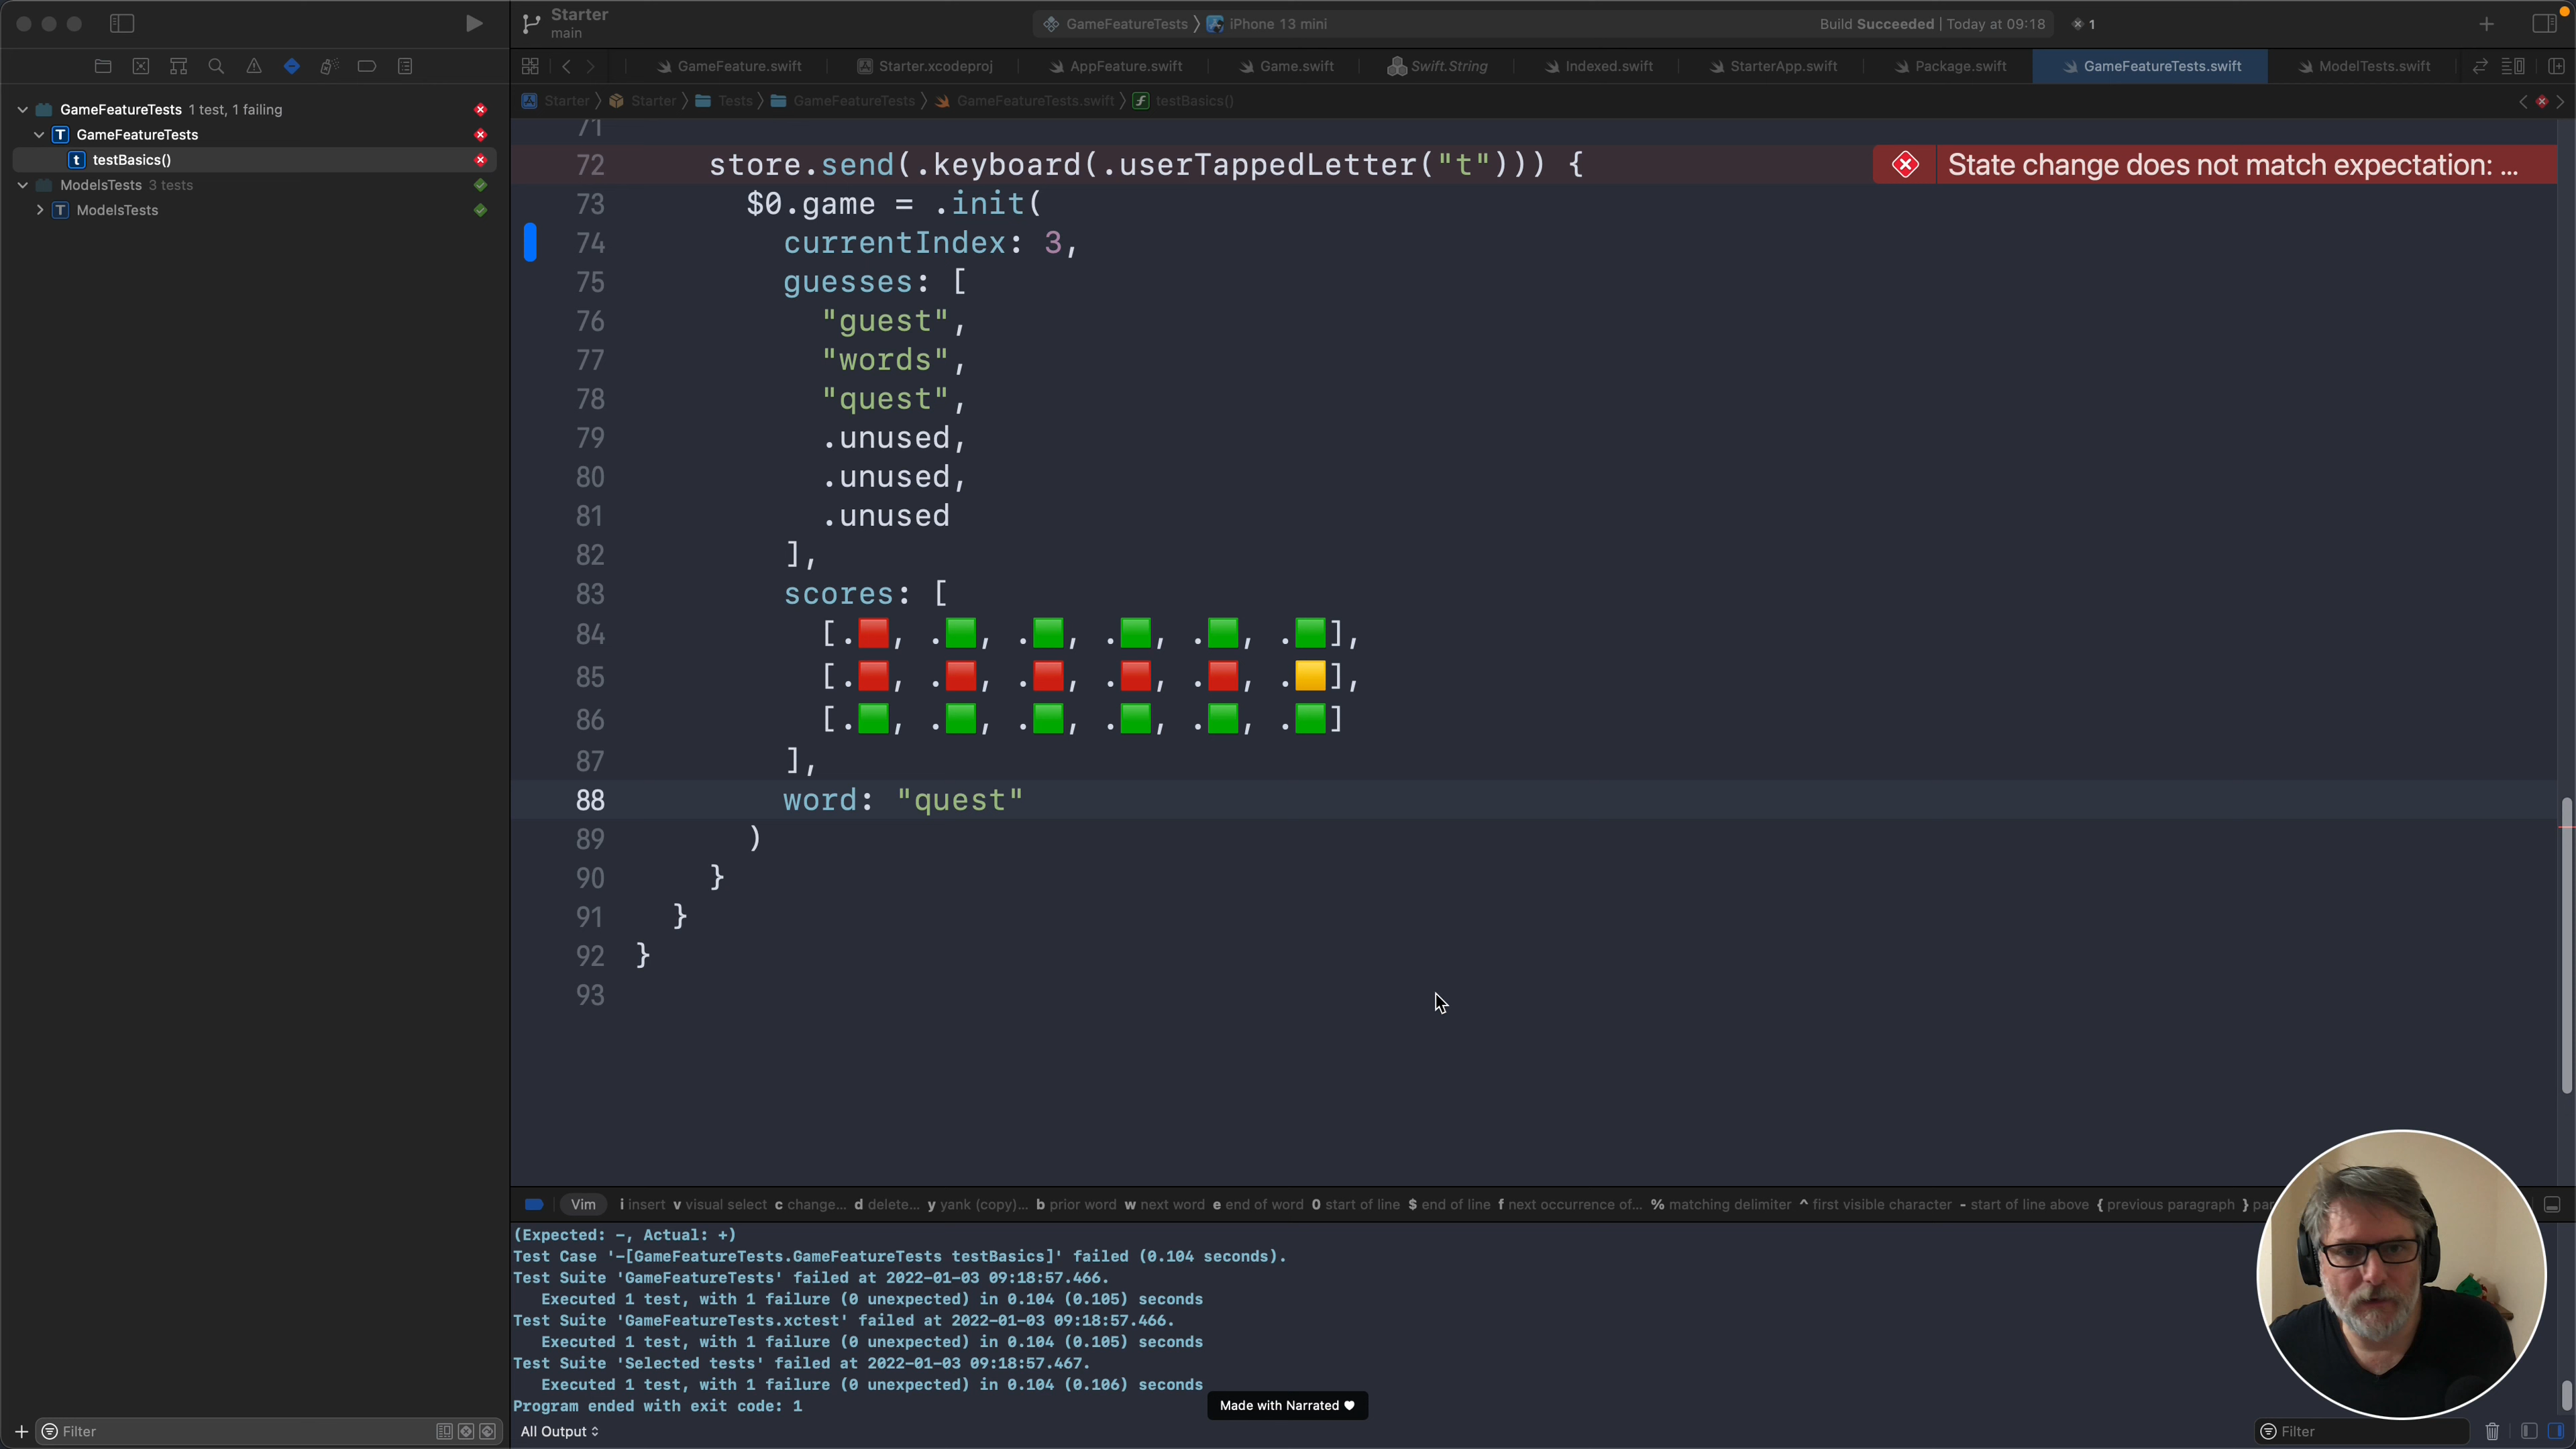 Starter
main
GameFeatureTests
iPhone 13 mini
Build Succeeded | Today at 09:18
1
GameFeature.swift
Starter.xcodeproj
AppFeature.swift
Game.swift
Swift.String
Indexed.swift
StarterApp.swift
Package.swift
GameFeatureTests.swift
ModelTests.swift
Starter
Starter
Tests
GameFeatureTests
GameFeatureTests.swift
testBasics()
GameFeatureTests 1 test, 1 failing
GameFeatureTests
testBasics()
ModelsTests 3 tests
ModelsTests
71
72 store.send(.keyboard(.userTappedLetter("t"))) {
State change does not match expectation: ...
73 $0.game = .init(
74 currentIndex: 3,
75 guesses: [
76 "guest",
77 "words",
78 "quest",
79 .unused,
80 .unused,
81 .unused
82 ],
83 scores: [
84 [.🟥, .🟩, .🟩, .🟩, .🟩, .🟩],
85 [.🟥, .🟥, .🟥, .🟥, .🟥, .🟨],
86 [.🟩, .🟩, .🟩, .🟩, .🟩, .🟩]
87 ],
88 word: "quest"
89 )
90 }
91 }
92 }
93
Vim i insert v visual select c change... d delete... y yank (copy)... b prior word w next word e end of word 0 start of line $ end of line f next occurrence of... % matching delimiter ^ first visible character - start of line above { previous paragraph }
(Expected: −, Actual: +)
Test Case '-[GameFeatureTests.GameFeatureTests testBasics]' failed (0.104 seconds).
Test Suite 'GameFeatureTests' failed at 2022-01-03 09:18:57.466.
Executed 1 test, with 1 failure (0 unexpected) in 0.104 (0.105) seconds
Test Suite 'GameFeatureTests.xctest' failed at 2022-01-03 09:18:57.466.
Executed 1 test, with 1 failure (0 unexpected) in 0.104 (0.105) seconds
Test Suite 'Selected tests' failed at 2022-01-03 09:18:57.467.
Executed 1 test, with 1 failure (0 unexpected) in 0.104 (0.106) seconds
Program ended with exit code: 1
Made with Narrated ♥
Filter
All Output
Filter